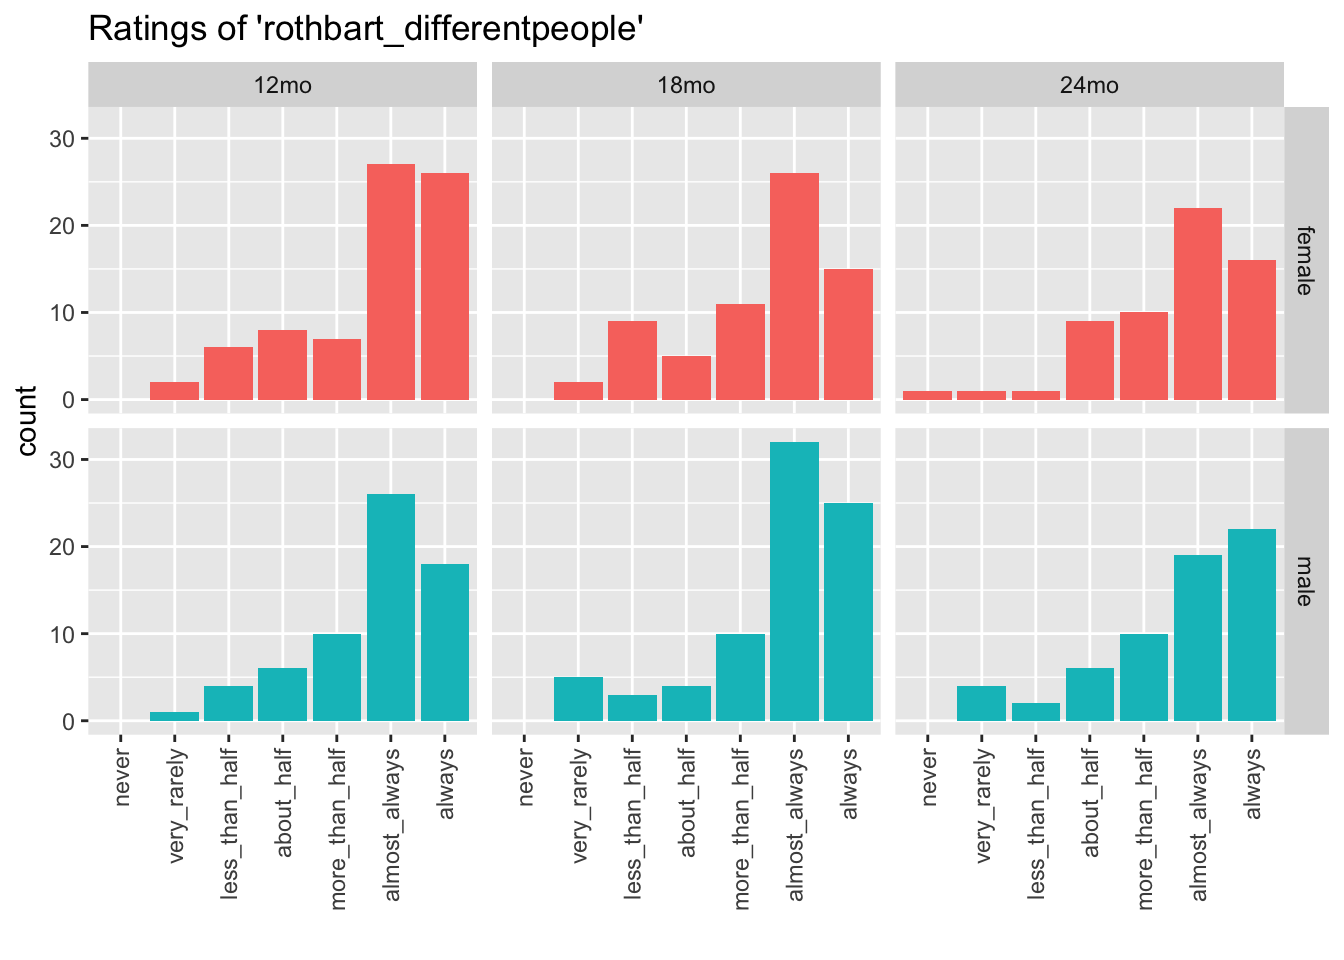 Ratings of 'rothbart_differentpeople'
12mo
18mo
24mo
30
20
10
0
female
count
30
20
10
0
male
never
very_rarely
less_than_half
about_half
more_than_half
almost_always
always
never
very_rarely
less_than_half
about_half
more_than_half
almost_always
always
never
very_rarely
less_than_half
about_half
more_than_half
almost_always
always